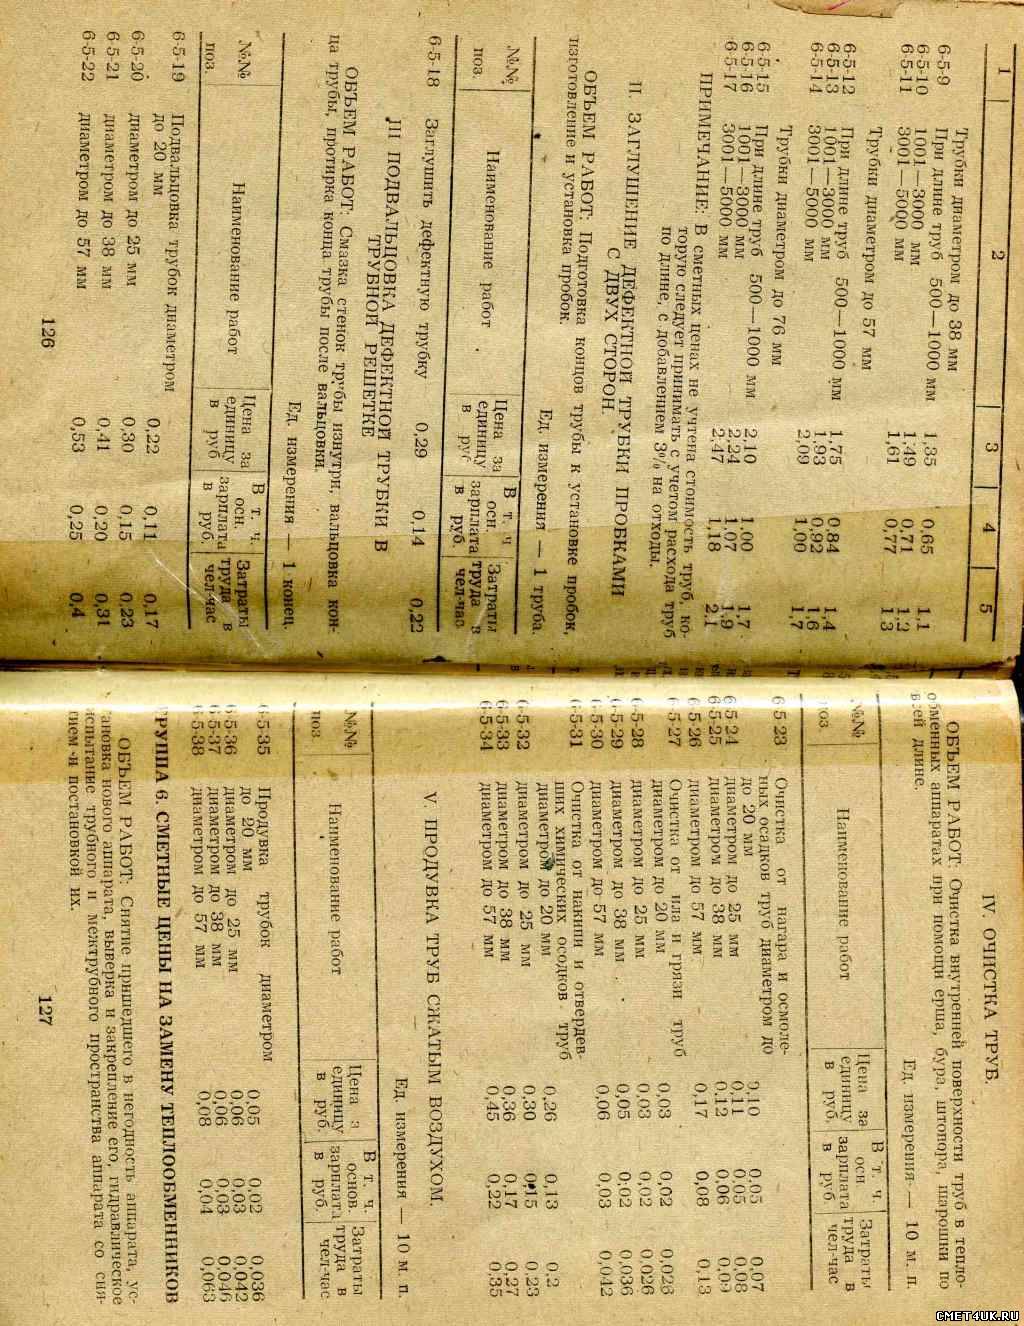 1 2 3 4 5
Трубки диаметром до 38 мм
6-5-9 При длине труб 500—1000 мм 1,35 0,65 1,1
6-5-10 1001—3000 мм 1,49 0,71 1,2
6-5-11 3001—5000 мм 1,61 0,77 1 3
Трубки диаметром до 57 мм
6-5-12 При длине труб 500—1000 мм 1,75 0,84 1,4
6-5-13 1001—3000 мм 1,93 0,92 1,6
6-5-14 3001—5000 мм 2,09 1,00 1,7
Трубки диаметром до 76 мм
6-5-15 При длине труб 500—1000 мм 2,10 1,00 1,7
6-5-16 1001—3000 мм 2,24 1,07 1,9
6-5-17 3001—5000 мм 2,47 1,18 2,1
ПРИМЕЧАНИЕ: В сметных ценах не учтена стоимость труб, ко-
торую следует принимать с учетом расхода труб
по длине, с добавлением 3% на отходы.
II. ЗАГЛУШЕНИЕ ДЕФЕКТНОЙ ТРУБКИ ПРОБКАМИ
С ДВУХ СТОРОН.
ОБЪЕМ РАБОТ: Подготовка концов трубы к установке пробок,
изготовление и установка пробок.
Ед. измерения — 1 труба.
№№ поз. Наименование работ Цена за единицу в руб. В т. ч. осн. зарплата в руб. Затраты труда в чел-час.
6-5-18 Заглушить дефектную трубку 0,29 0,14 0,22
III ПОДВАЛЬЦОВКА ДЕФЕКТНОЙ ТРУБКИ В
ТРУБНОЙ РЕШЕТКЕ
ОБЪЕМ РАБОТ: Смазка стенок трубы изнутри, вальцовка кон-
ца трубы, протирка конца трубы после вальцовки.
Ед. измерения — 1 конец.
№№ поз. Наименование работ Цена за единицу в руб В т. ч. осн. зарплата в руб. Затраты труда в чел-час
6-5-19 Подвальцовка трубок диаметром
до 20 мм 0,22 0,11 0,17
6-5-20 диаметром до 25 мм 0,30 0,15 0,23
6-5-21 диаметром до 38 мм 0,41 0,20 0,31
6-5-22 диаметром до 57 мм 0,53 0,25 0,4
126
IV. ОЧИСТКА ТРУБ.
ОБЪЕМ РАБОТ: Очистка внутренней поверхности труб в тепло-
обменных аппаратах при помощи ерша, бура, шпонора, шарошки по
всей длине.
Ед. измерения — 10 м. п.
№№ поз. Наименование работ Цена за единицу в руб. В т. ч. осн зарплата в руб. Затраты труда в чел-час
6 5 23 Очистка от нагара и осмоле-
ных осадков труб диаметром до
до 20 мм 0,10 0,05 0,07
6-5 24 диаметром до 25 мм 0,11 0,05 0,08
6-5-25 диаметром до 38 мм 0,12 0,06 0,09
6-5-26 диаметром до 57 мм 0,17 0,08 0,13
6-5-27 Очистка от ила и грязи труб
диаметром до 20 мм 0,03 0,02 0,026
6-5-28 диаметром до 25 мм 0,03 0,02 0,026
6-5-29 диаметром до 38 мм 0,05 0,02 0,036
6-5-30 диаметром до 57 мм 0,06 0,03 0,042
6-5-31 Очистка от накипи и отвердев-
ших химических осодков труб
диаметром до 20 мм 0,26 0,13 0,2
6-5-32 диаметром до 25 мм 0,30 0,15 0,23
6-5-33 диаметром до 38 мм 0,36 0,17 0,27
6-5-34 диаметром до 57 мм 0,45 0,22 0,35
V. ПРОДУВКА ТРУБ СЖАТЫМ ВОЗДУХОМ.
Ед. измерения — 10 м. п.
№№ поз Наименование работ Цена з единицу в руб. В т. ч. основ. зарплата в руб. Затраты труда в чел-час
6-5-35 Продувка трубок диаметром
до 20 мм 0,05 0,02 0,036
6-5-36 диаметром до 25 мм 0,06 0,03 0,042
6-5-37 диаметром до 38 мм 0,06 0,03 0,046
6-5-38 диаметром до 57 мм 0,08 0,04 0,063
ГРУППА 6. СМЕТНЫЕ ЦЕНЫ НА ЗАМЕНУ ТЕПЛООБМЕННИКОВ
ОБЪЕМ РАБОТ: Снятие пришедшего в негодность аппарата, ус-
тановка нового аппарата, выверка и закрепление его, гидравлическое
испытание трубного и межтрубного пространства аппарата со сня-
тием и постановкой их.
127
CMET4UK.RU